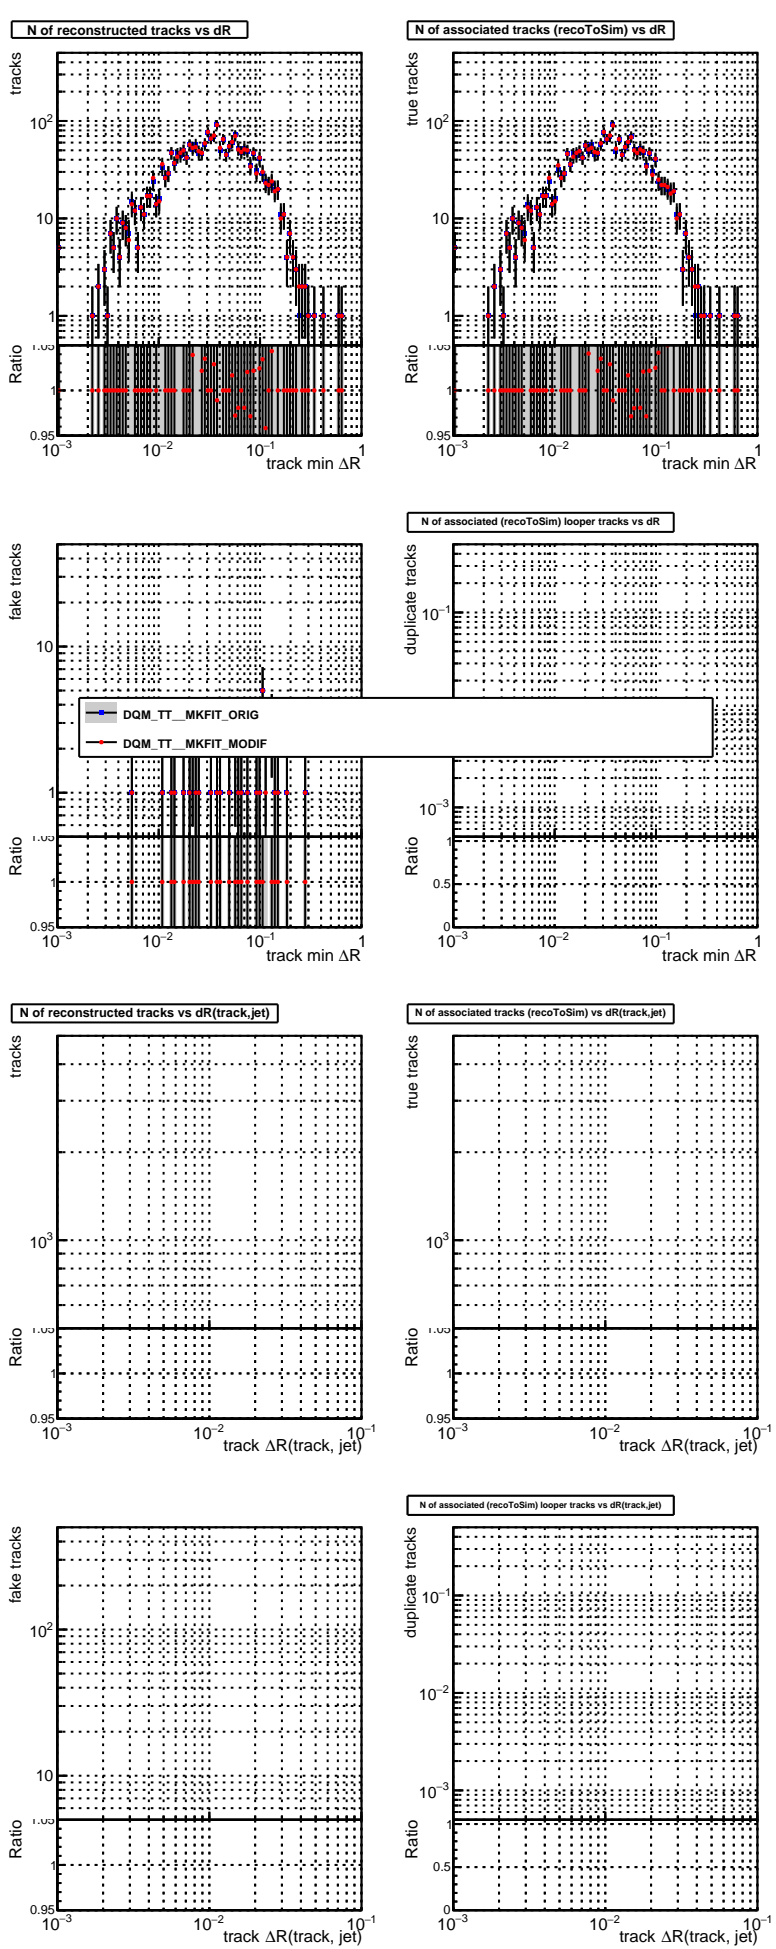 N of reconstructed tracks vs dR
tracks
10²
10
1
1.05
Ratio
1
0.95
10⁻³
10⁻²
10⁻¹
1
track min ΔR
N of associated tracks (recoToSim) vs dR
true tracks
10²
10
1
1.05
Ratio
1
0.95
10⁻³
10⁻²
10⁻¹
1
track min ΔR
fake tracks
10
1
1.05
Ratio
1
0.95
10⁻³
10⁻²
10⁻¹
1
track min ΔR
N of associated (recoToSim) looper tracks vs dR
duplicate tracks
10⁻¹
10⁻³
Ratio
1
0.5
0
10⁻³
10⁻²
10⁻¹
1
track min ΔR
DQM_TT__MKFIT_ORIG
DQM_TT__MKFIT_MODIF
N of reconstructed tracks vs dR(track,jet)
tracks
10³
1.05
Ratio
1
0.95
10⁻³
10⁻²
10⁻¹
track ΔR(track, jet)
N of associated tracks (recoToSim) vs dR(track,jet)
true tracks
10³
1.05
Ratio
1
0.95
10⁻³
10⁻²
10⁻¹
track ΔR(track, jet)
fake tracks
10²
10
1.05
Ratio
1
0.95
10⁻³
10⁻²
10⁻¹
track ΔR(track, jet)
N of associated (recoToSim) looper tracks vs dR(track,jet)
duplicate tracks
10⁻¹
10⁻²
10⁻³
Ratio
1
0.5
0
10⁻³
10⁻²
10⁻¹
track ΔR(track, jet)